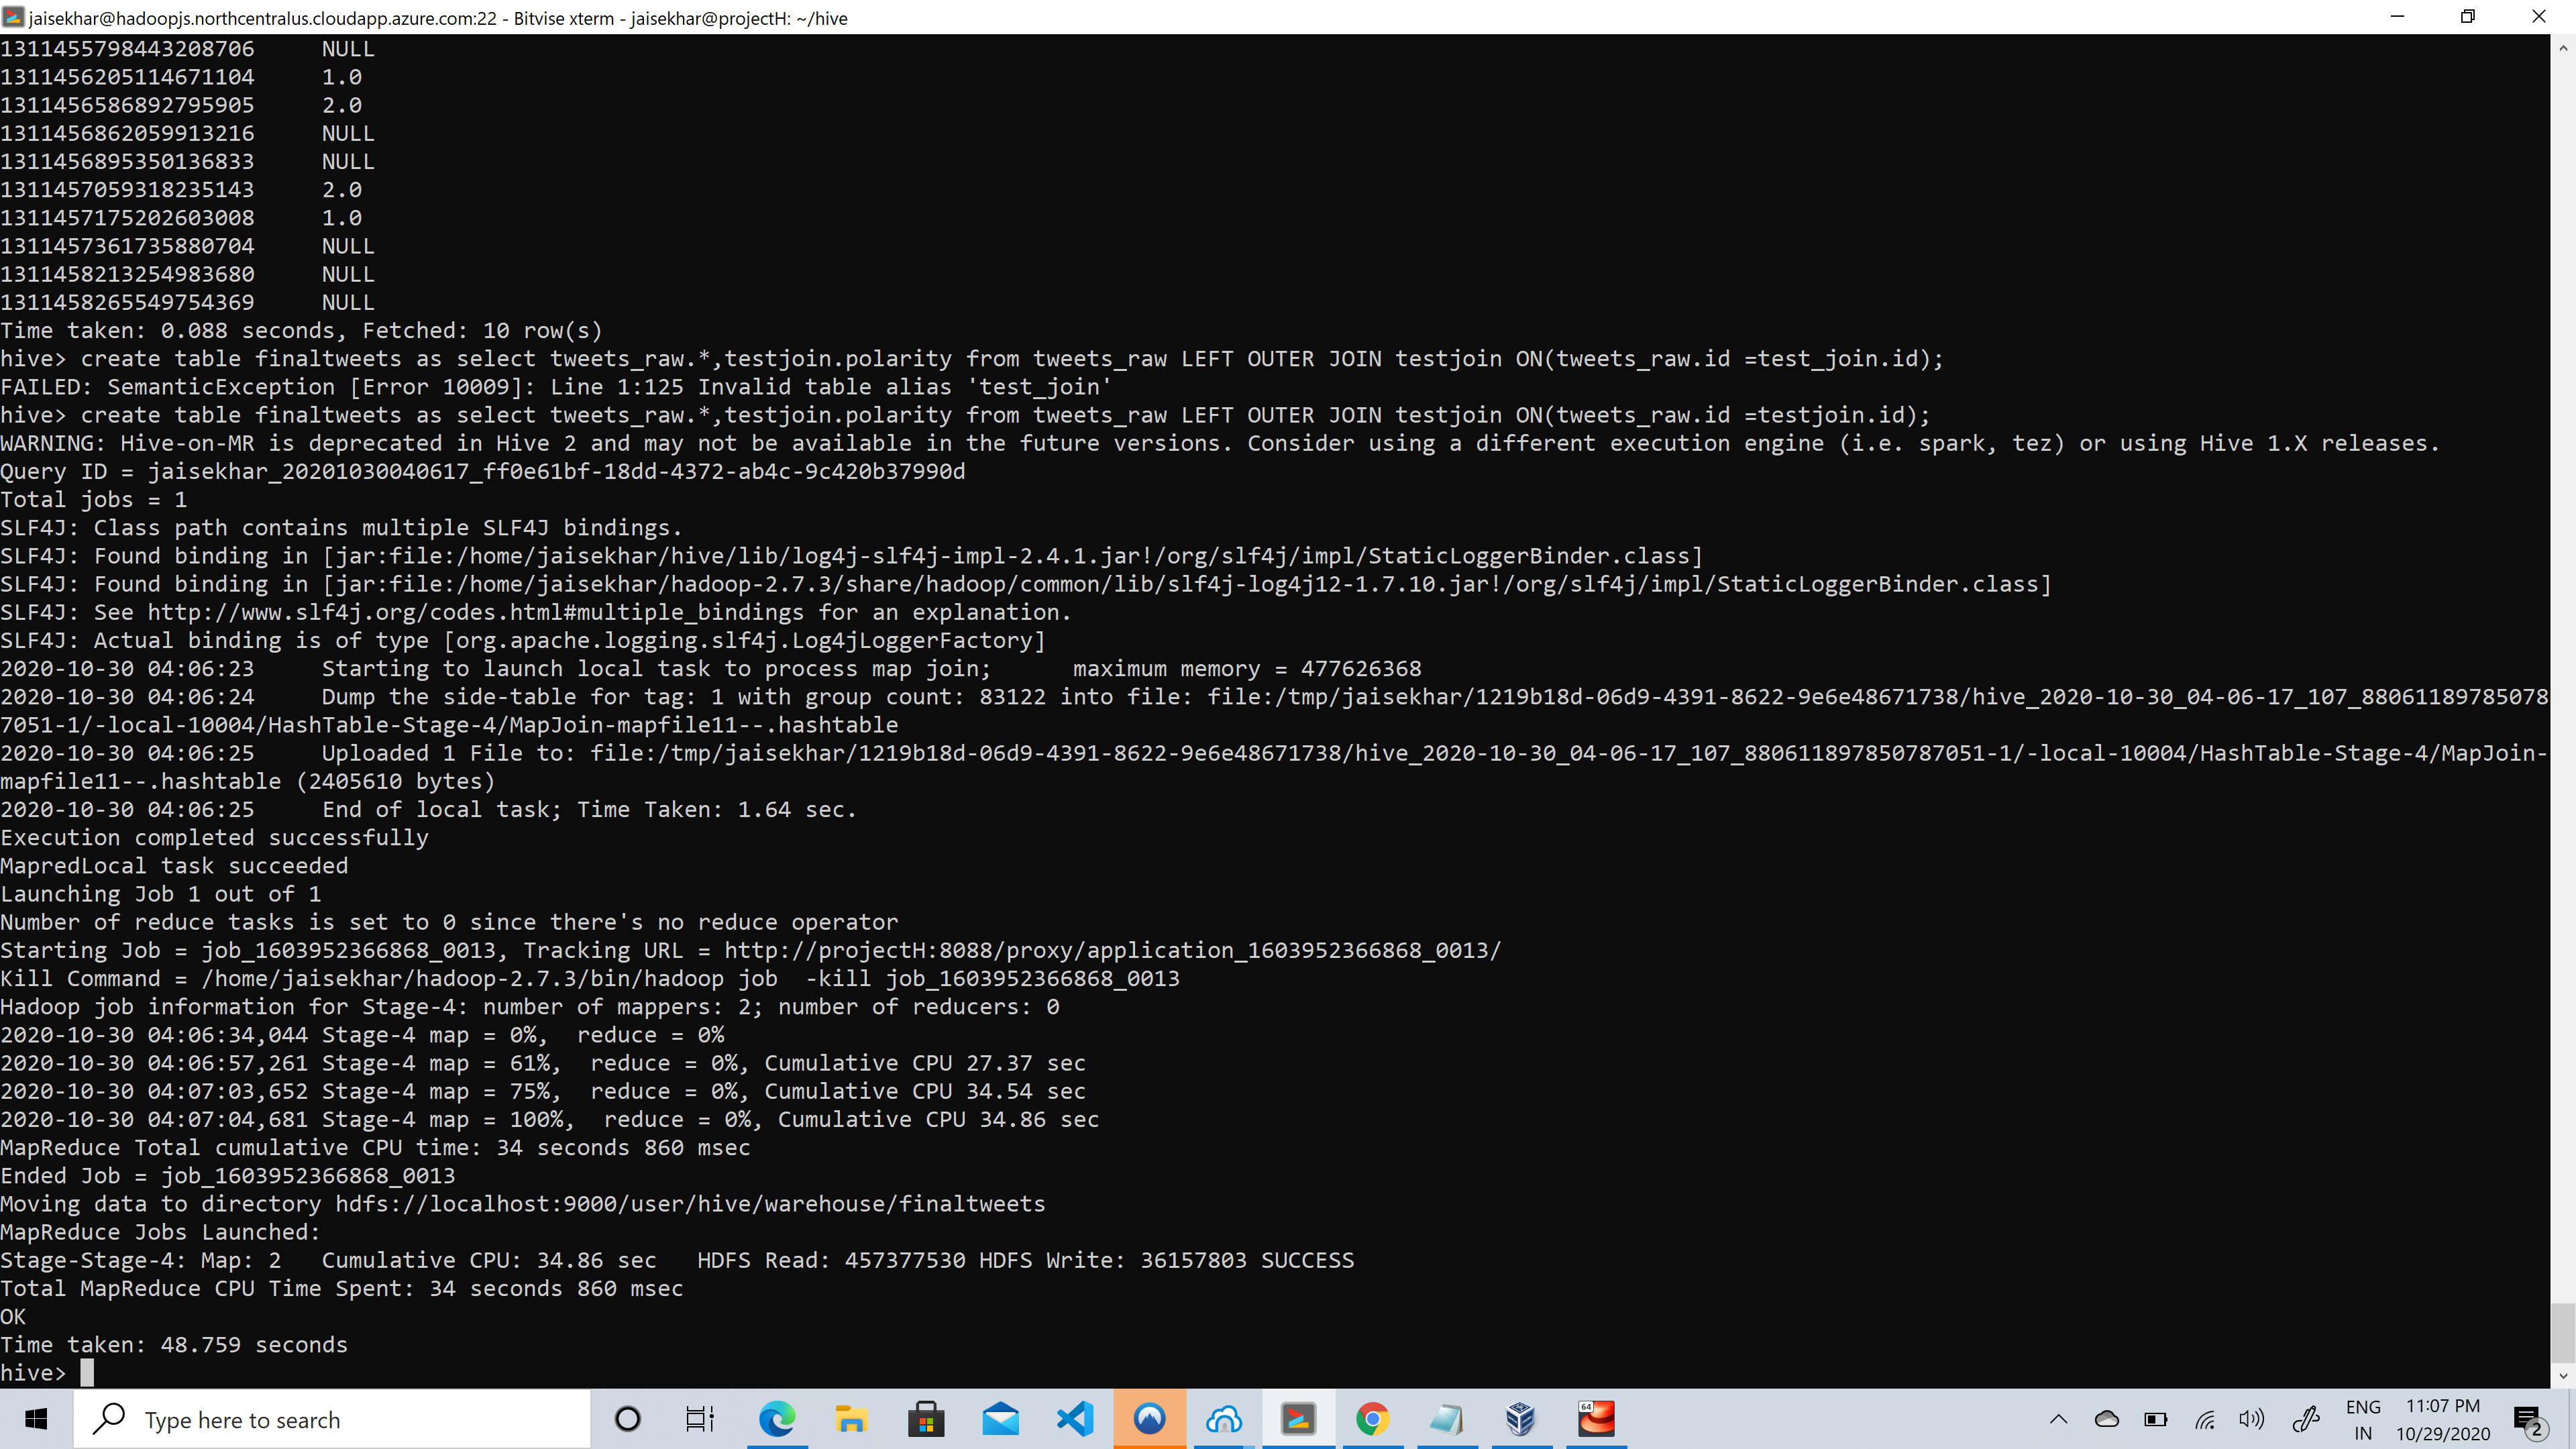 jaisekhar@hadoopjs.northcentralus.cloudapp.azure.com:22 - Bitvise xterm - jaisekhar@projectH: ~/hive
1311455798443208706     NULL
1311456205114671104     1.0
1311456586892795905     2.0
1311456862059913216     NULL
1311456895350136833     NULL
1311457059318235143     2.0
1311457175202603008     1.0
1311457361735880704     NULL
1311458213254983680     NULL
1311458265549754369     NULL
Time taken: 0.088 seconds, Fetched: 10 row(s)
hive> create table finaltweets as select tweets_raw.*,testjoin.polarity from tweets_raw LEFT OUTER JOIN testjoin ON(tweets_raw.id =test_join.id);
FAILED: SemanticException [Error 10009]: Line 1:125 Invalid table alias 'test_join'
hive> create table finaltweets as select tweets_raw.*,testjoin.polarity from tweets_raw LEFT OUTER JOIN testjoin ON(tweets_raw.id =testjoin.id);
WARNING: Hive-on-MR is deprecated in Hive 2 and may not be available in the future versions. Consider using a different execution engine (i.e. spark, tez) or using Hive 1.X releases.
Query ID = jaisekhar_20201030040617_ff0e61bf-18dd-4372-ab4c-9c420b37990d
Total jobs = 1
SLF4J: Class path contains multiple SLF4J bindings.
SLF4J: Found binding in [jar:file:/home/jaisekhar/hive/lib/log4j-slf4j-impl-2.4.1.jar!/org/slf4j/impl/StaticLoggerBinder.class]
SLF4J: Found binding in [jar:file:/home/jaisekhar/hadoop-2.7.3/share/hadoop/common/lib/slf4j-log4j12-1.7.10.jar!/org/slf4j/impl/StaticLoggerBinder.class]
SLF4J: See http://www.slf4j.org/codes.html#multiple_bindings for an explanation.
SLF4J: Actual binding is of type [org.apache.logging.slf4j.Log4jLoggerFactory]
2020-10-30 04:06:23     Starting to launch local task to process map join;      maximum memory = 477626368
2020-10-30 04:06:24     Dump the side-table for tag: 1 with group count: 83122 into file: file:/tmp/jaisekhar/1219b18d-06d9-4391-8622-9e6e48671738/hive_2020-10-30_04-06-17_107_88061189785078
7051-1/-local-10004/HashTable-Stage-4/MapJoin-mapfile11--.hashtable
2020-10-30 04:06:25     Uploaded 1 File to: file:/tmp/jaisekhar/1219b18d-06d9-4391-8622-9e6e48671738/hive_2020-10-30_04-06-17_107_880611897850787051-1/-local-10004/HashTable-Stage-4/MapJoin-
mapfile11--.hashtable (2405610 bytes)
2020-10-30 04:06:25     End of local task; Time Taken: 1.64 sec.
Execution completed successfully
MapredLocal task succeeded
Launching Job 1 out of 1
Number of reduce tasks is set to 0 since there's no reduce operator
Starting Job = job_1603952366868_0013, Tracking URL = http://projectH:8088/proxy/application_1603952366868_0013/
Kill Command = /home/jaisekhar/hadoop-2.7.3/bin/hadoop job  -kill job_1603952366868_0013
Hadoop job information for Stage-4: number of mappers: 2; number of reducers: 0
2020-10-30 04:06:34,044 Stage-4 map = 0%,  reduce = 0%
2020-10-30 04:06:57,261 Stage-4 map = 61%,  reduce = 0%, Cumulative CPU 27.37 sec
2020-10-30 04:07:03,652 Stage-4 map = 75%,  reduce = 0%, Cumulative CPU 34.54 sec
2020-10-30 04:07:04,681 Stage-4 map = 100%,  reduce = 0%, Cumulative CPU 34.86 sec
MapReduce Total cumulative CPU time: 34 seconds 860 msec
Ended Job = job_1603952366868_0013
Moving data to directory hdfs://localhost:9000/user/hive/warehouse/finaltweets
MapReduce Jobs Launched:
Stage-Stage-4: Map: 2   Cumulative CPU: 34.86 sec   HDFS Read: 457377530 HDFS Write: 36157803 SUCCESS
Total MapReduce CPU Time Spent: 34 seconds 860 msec
OK
Time taken: 48.759 seconds
hive>
Type here to search
64
ENG
IN
11:07 PM
10/29/2020
2